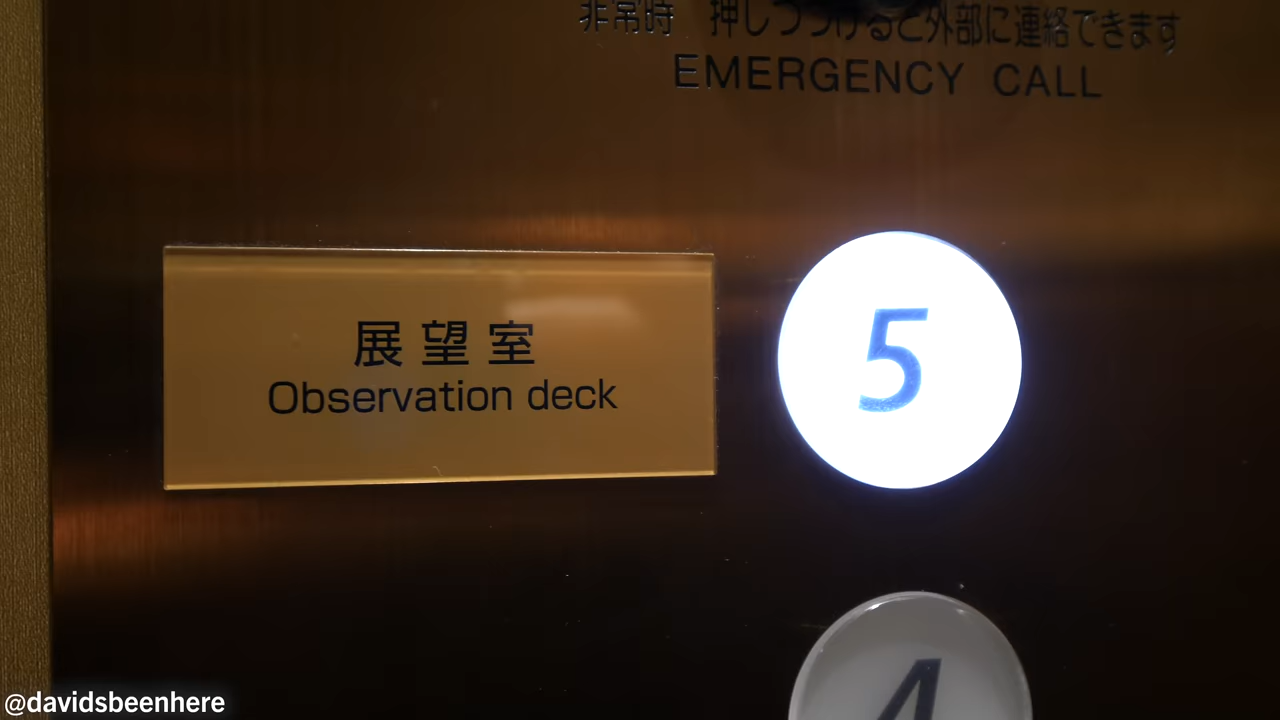 非常時 押しつづけると外部に連絡できます
EMERGENCY CALL
展望室
Observation deck
5
4
@davidsbeenhere